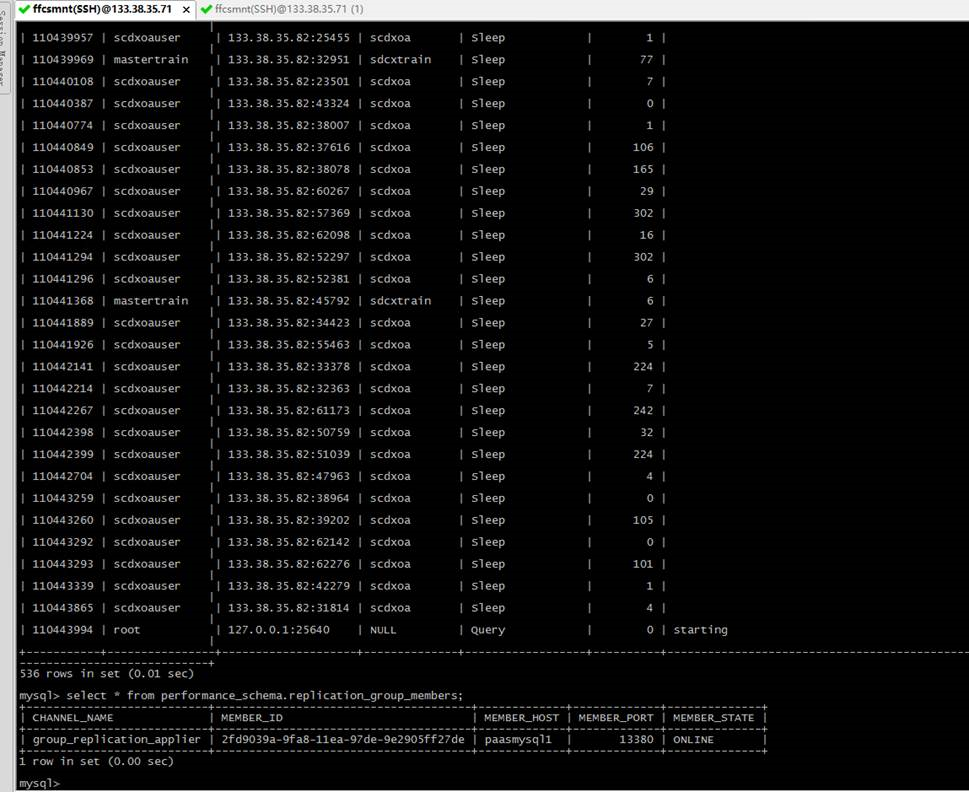 ffcsmnt(SSH)@133.38.35.71 × ffcsmnt(SSH)@133.38.35.71 (1)
Session Manager
| 110439957 | scdxoauser | 133.38.35.82:25455 | scdxoa | Sleep | 1 |
| 110439969 | mastertrain | 133.38.35.82:32951 | sdcxtrain | Sleep | 77 |
| 110440108 | scdxoauser | 133.38.35.82:23501 | scdxoa | Sleep | 7 |
| 110440387 | scdxoauser | 133.38.35.82:43324 | scdxoa | Sleep | 0 |
| 110440774 | scdxoauser | 133.38.35.82:38007 | scdxoa | Sleep | 1 |
| 110440849 | scdxoauser | 133.38.35.82:37616 | scdxoa | Sleep | 106 |
| 110440853 | scdxoauser | 133.38.35.82:38078 | scdxoa | Sleep | 165 |
| 110440967 | scdxoauser | 133.38.35.82:60267 | scdxoa | Sleep | 29 |
| 110441130 | scdxoauser | 133.38.35.82:57369 | scdxoa | Sleep | 302 |
| 110441224 | scdxoauser | 133.38.35.82:62098 | scdxoa | Sleep | 16 |
| 110441294 | scdxoauser | 133.38.35.82:52297 | scdxoa | Sleep | 302 |
| 110441296 | scdxoauser | 133.38.35.82:52381 | scdxoa | Sleep | 6 |
| 110441368 | mastertrain | 133.38.35.82:45792 | sdcxtrain | Sleep | 6 |
| 110441889 | scdxoauser | 133.38.35.82:34423 | scdxoa | Sleep | 27 |
| 110441926 | scdxoauser | 133.38.35.82:55463 | scdxoa | Sleep | 5 |
| 110442141 | scdxoauser | 133.38.35.82:33378 | scdxoa | Sleep | 224 |
| 110442214 | scdxoauser | 133.38.35.82:32363 | scdxoa | Sleep | 7 |
| 110442267 | scdxoauser | 133.38.35.82:61173 | scdxoa | Sleep | 242 |
| 110442398 | scdxoauser | 133.38.35.82:50759 | scdxoa | Sleep | 32 |
| 110442399 | scdxoauser | 133.38.35.82:51039 | scdxoa | Sleep | 224 |
| 110442704 | scdxoauser | 133.38.35.82:47963 | scdxoa | Sleep | 4 |
| 110443259 | scdxoauser | 133.38.35.82:38964 | scdxoa | Sleep | 0 |
| 110443260 | scdxoauser | 133.38.35.82:39202 | scdxoa | Sleep | 105 |
| 110443292 | scdxoauser | 133.38.35.82:62142 | scdxoa | Sleep | 0 |
| 110443293 | scdxoauser | 133.38.35.82:62276 | scdxoa | Sleep | 101 |
| 110443339 | scdxoauser | 133.38.35.82:42279 | scdxoa | Sleep | 1 |
| 110443865 | scdxoauser | 133.38.35.82:31814 | scdxoa | Sleep | 4 |
| 110443994 | root | 127.0.0.1:25640 | NULL | Query | 0 | starting
536 rows in set (0.01 sec)
mysql> select * from performance_schema.replication_group_members;
| CHANNEL_NAME | MEMBER_ID | MEMBER_HOST | MEMBER_PORT | MEMBER_STATE |
| group_replication_applier | 2fd9039a-9fa8-11ea-97de-9e2905ff27de | paasmysql1 | 13380 | ONLINE |
1 row in set (0.00 sec)
mysql>